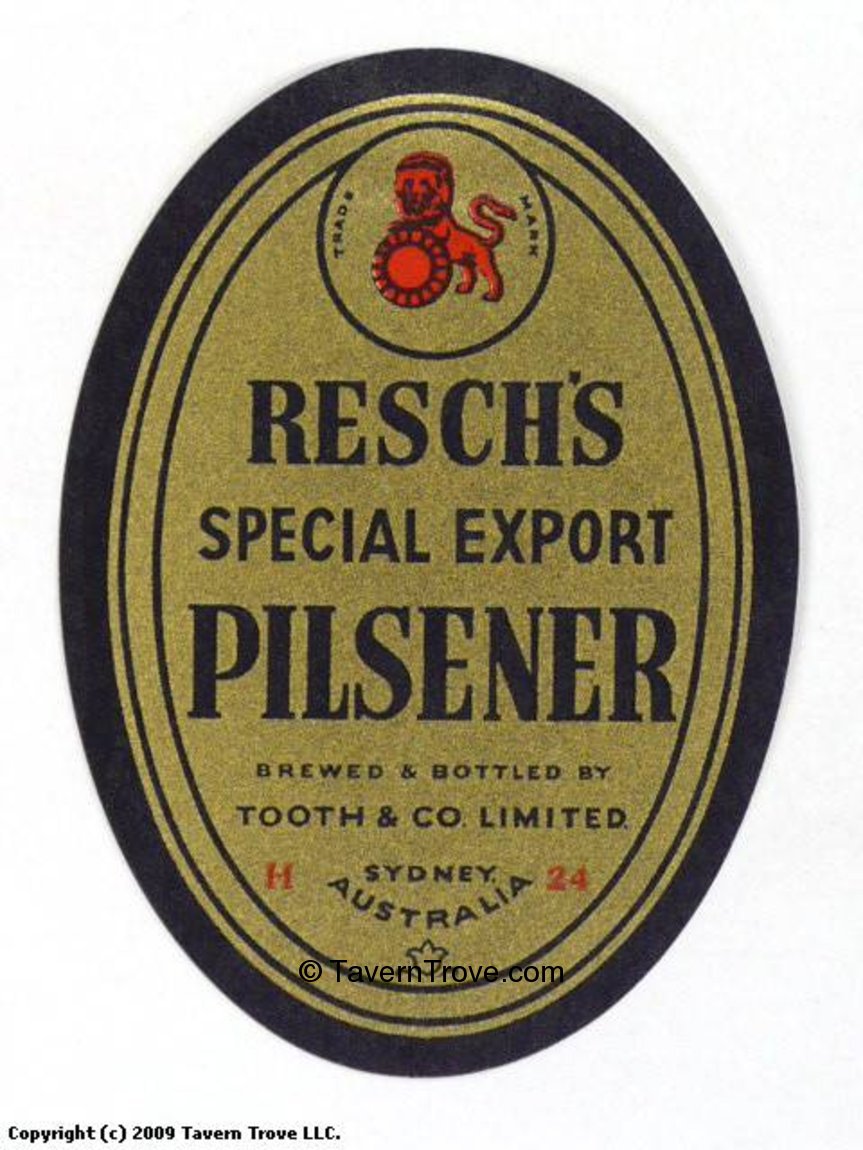 TRADE MARK
RESCH'S
SPECIAL EXPORT
PILSENER
BREWED & BOTTLED BY
TOOTH & CO. LIMITED.
H SYDNEY, 24
AUSTRALIA
© TavernTrove.com
Copyright (c) 2009 Tavern Trove LLC.